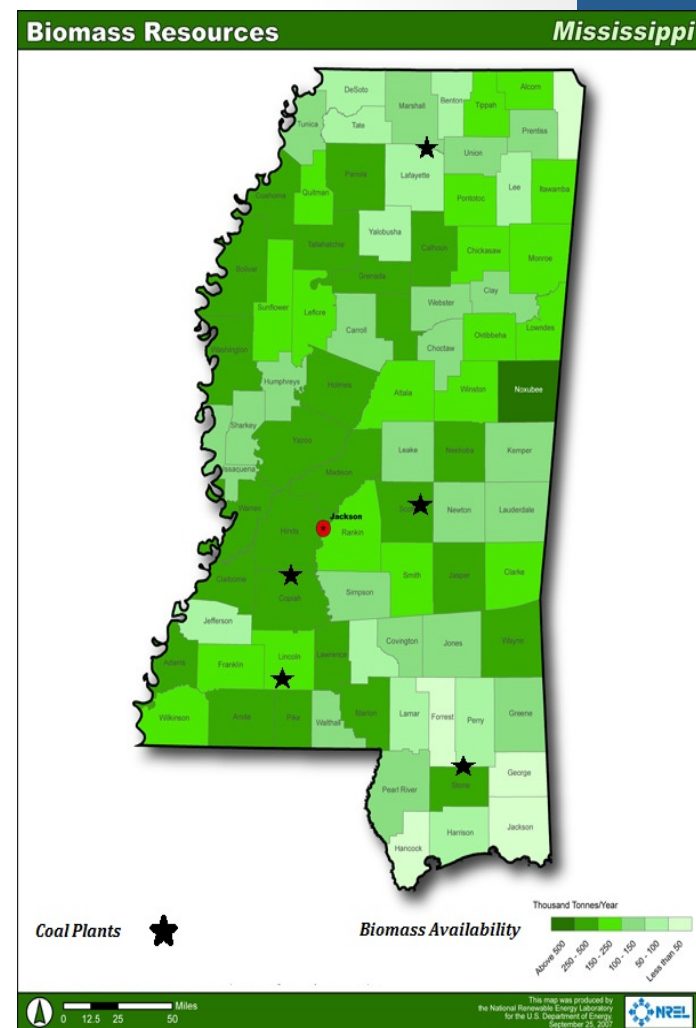 Biomass Resources
Mississippi
DeSoto
Marshall
Benton
Tippah
Alcorn
Tunica
Tate
Prentiss
Union
Panola
Lafayette
Lee
Itawamba
Coahoma
Quitman
Pontotoc
Yalobusha
Tallahatchie
Calhoun
Chickasaw
Monroe
Bolivar
Grenada
Sunflower
Leflore
Clay
Webster
Carroll
Washington
Choctaw
Oktibbeha
Lowndes
Humphreys
Holmes
Attala
Winston
Noxubee
Sharkey
Yazoo
Leake
Neshoba
Kemper
Issaquena
Madison
Warren
Newton
Lauderdale
Jackson
Hinds
Rankin
Claiborne
Copiah
Simpson
Smith
Jasper
Clarke
Jefferson
Covington
Jones
Wayne
Adams
Franklin
Lincoln
Lawrence
Wilkinson
Amite
Pike
Walthall
Marion
Lamar
Forrest
Perry
Greene
Pearl River
Stone
George
Hancock
Harrison
Jackson
Coal Plants
Biomass Availability
Thousand Tonnes/Year
Above 500
250 - 500
150 - 250
100 - 150
50 - 100
Less than 50
Miles
0 12.5 25 50
This map was produced by
the National Renewable Energy Laboratory
for the U.S. Department of Energy.
September 25, 2007
NREL